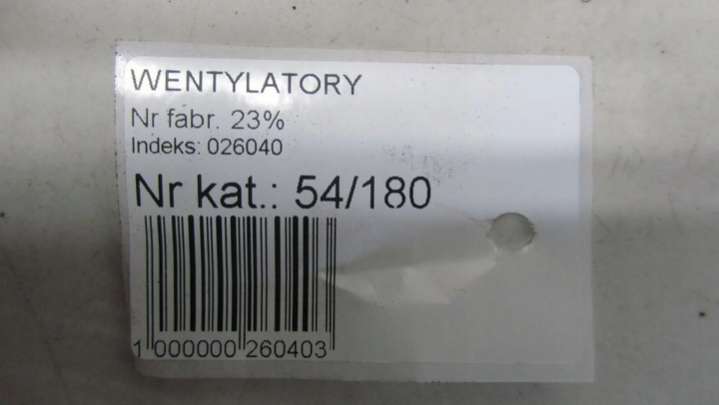 WENTYLATORY
Nr fabr. 23%
Indeks: 026040
Nr kat.: 54/180
1 000000 260403